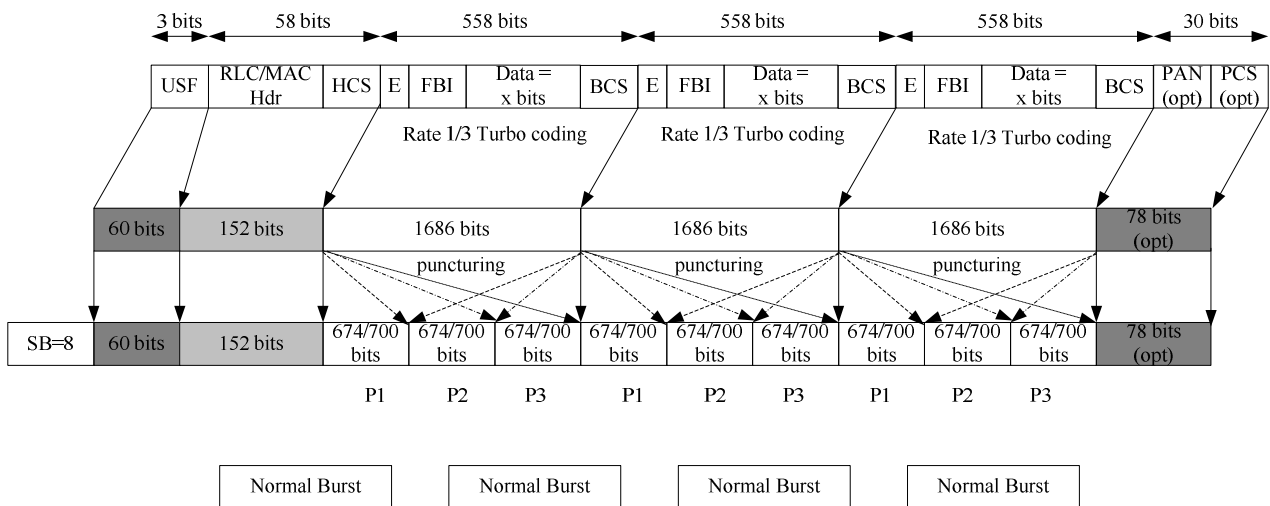 3 bits 58 bits 558 bits 558 bits 558 bits 30 bits
USF RLC/MAC Hdr HCS E FBI Data = x bits BCS E FBI Data = x bits BCS E FBI Data = x bits BCS PAN (opt) PCS (opt)
Rate 1/3 Turbo coding Rate 1/3 Turbo coding Rate 1/3 Turbo coding
60 bits 152 bits 1686 bits 1686 bits 1686 bits 78 bits (opt)
puncturing puncturing puncturing
SB=8 60 bits 152 bits 674/700 bits 674/700 bits 674/700 bits 674/700 bits 674/700 bits 674/700 bits 674/700 bits 674/700 bits 674/700 bits 78 bits (opt)
P1 P2 P3 P1 P2 P3 P1 P2 P3
Normal Burst Normal Burst Normal Burst Normal Burst